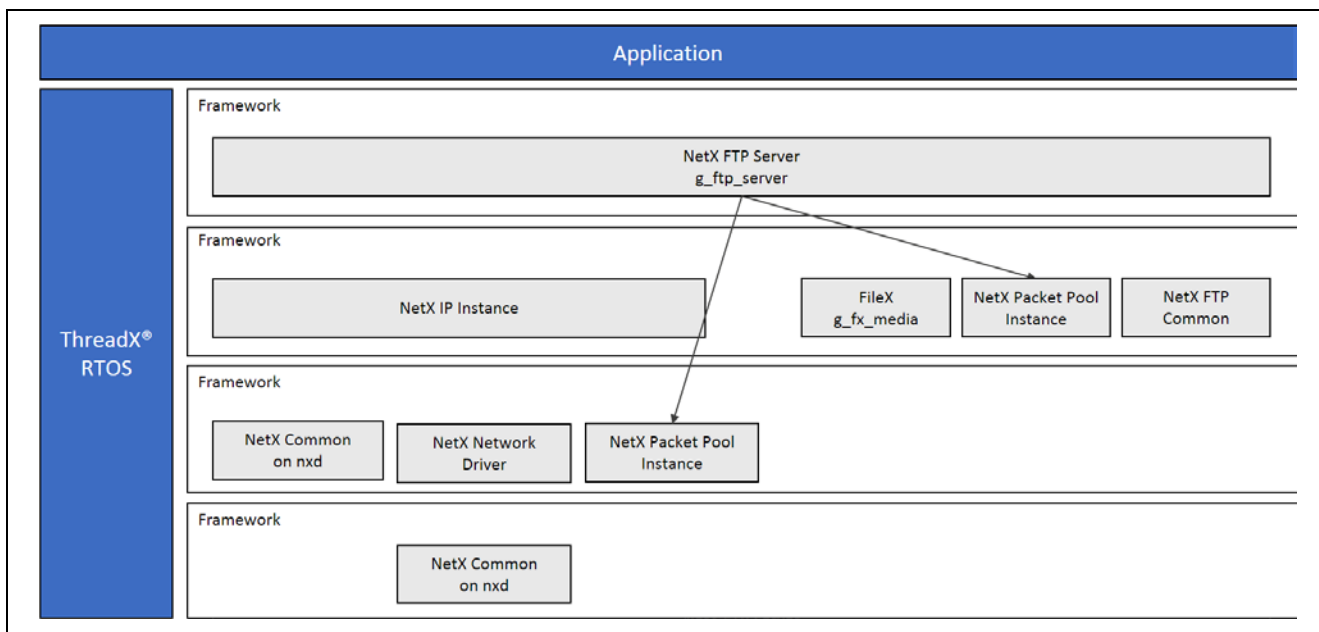 Application
ThreadX®
RTOS
Framework
NetX FTP Server
g_ftp_server
Framework
NetX IP Instance
FileX
g_fx_media
NetX Packet Pool
Instance
NetX FTP
Common
Framework
NetX Common
on nxd
NetX Network
Driver
NetX Packet Pool
Instance
Framework
NetX Common
on nxd